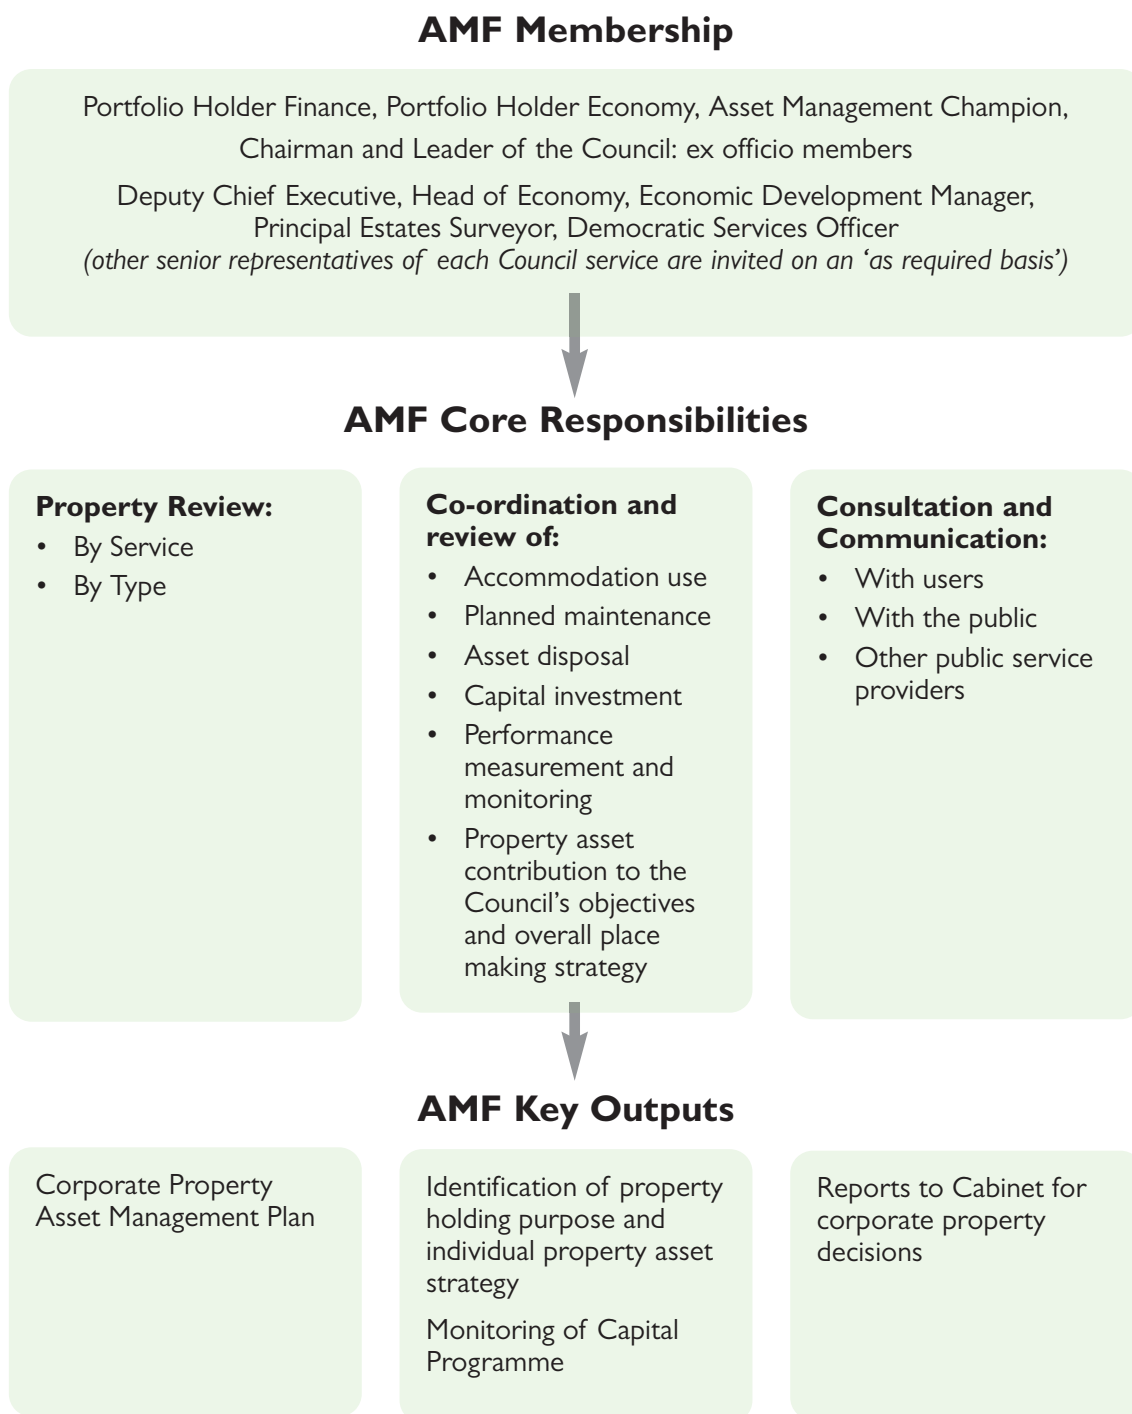 AMF Membership
Portfolio Holder Finance, Portfolio Holder Economy, Asset Management Champion,
Chairman and Leader of the Council: ex officio members
Deputy Chief Executive, Head of Economy, Economic Development Manager,
Principal Estates Surveyor, Democratic Services Officer
(other senior representatives of each Council service are invited on an ‘as required basis’)
AMF Core Responsibilities
Property Review:
• By Service
• By Type
Co-ordination and
review of:
• Accommodation use
• Planned maintenance
• Asset disposal
• Capital investment
• Performance
measurement and
monitoring
• Property asset
contribution to the
Council’s objectives
and overall place
making strategy
Consultation and
Communication:
• With users
• With the public
• Other public service
providers
AMF Key Outputs
Corporate Property
Asset Management Plan
Identification of property
holding purpose and
individual property asset
strategy
Monitoring of Capital
Programme
Reports to Cabinet for
corporate property
decisions